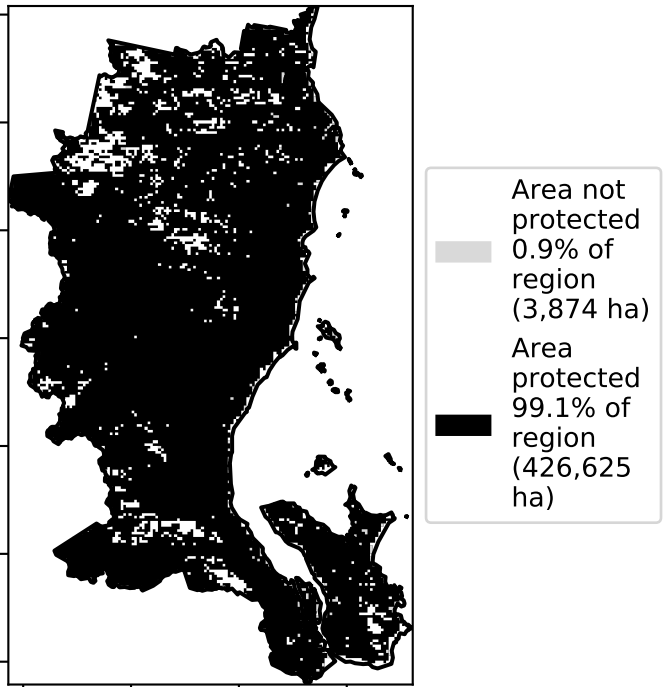 Area not
protected
0.9% of
region
(3,874 ha)
Area
protected
99.1% of
region
(426,625
ha)